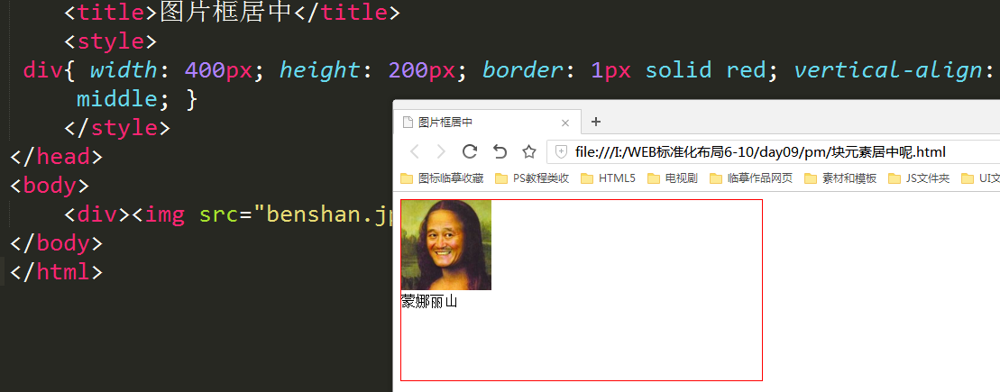 <title>图片框居中</title>
<style>
div{ width: 400px; height: 200px; border: 1px solid red; vertical-align:
middle; }
</style>
</head>
<body>
<div><img src="benshan.jp
</body>
</html>
图片框居中
file:///I:/WEB标准化布局6-10/day09/pm/块元素居中呢.html
图标临摹收藏 PS教程类收 HTML5 电视剧 临摹作品网页 素材和模板 JS文件夹 UI文
蒙娜丽山